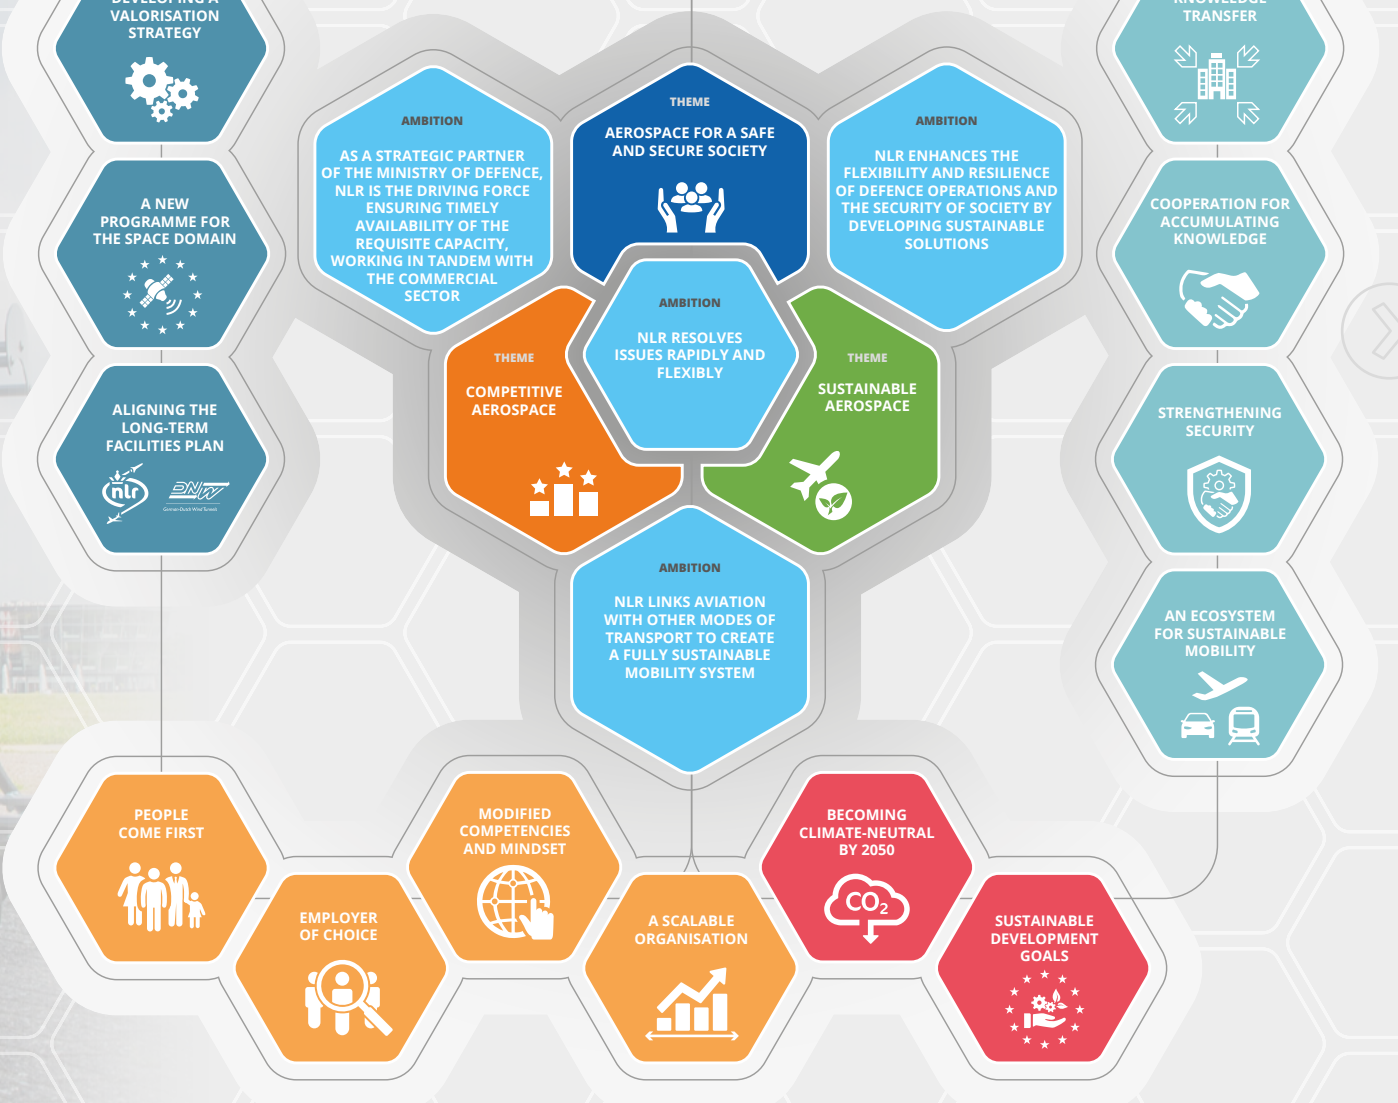 DEVELOPING A
VALORISATION
STRATEGY
A NEW
PROGRAMME FOR
THE SPACE DOMAIN
ALIGNING THE
LONG-TERM
FACILITIES PLAN
nlr
DNW
German-Dutch Wind Tunnels
AMBITION
AS A STRATEGIC PARTNER
OF THE MINISTRY OF DEFENCE,
NLR IS THE DRIVING FORCE
ENSURING TIMELY
AVAILABILITY OF THE
REQUISITE CAPACITY,
WORKING IN TANDEM WITH
THE COMMERCIAL
SECTOR
THEME
AEROSPACE FOR A SAFE
AND SECURE SOCIETY
AMBITION
NLR ENHANCES THE
FLEXIBILITY AND RESILIENCE
OF DEFENCE OPERATIONS AND
THE SECURITY OF SOCIETY BY
DEVELOPING SUSTAINABLE
SOLUTIONS
AMBITION
NLR RESOLVES
ISSUES RAPIDLY AND
FLEXIBLY
THEME
COMPETITIVE
AEROSPACE
THEME
SUSTAINABLE
AEROSPACE
AMBITION
NLR LINKS AVIATION
WITH OTHER MODES OF
TRANSPORT TO CREATE
A FULLY SUSTAINABLE
MOBILITY SYSTEM
KNOWLEDGE
TRANSFER
COOPERATION FOR
ACCUMULATING
KNOWLEDGE
STRENGTHENING
SECURITY
AN ECOSYSTEM
FOR SUSTAINABLE
MOBILITY
PEOPLE
COME FIRST
EMPLOYER
OF CHOICE
MODIFIED
COMPETENCIES
AND MINDSET
A SCALABLE
ORGANISATION
BECOMING
CLIMATE-NEUTRAL
BY 2050
CO2
SUSTAINABLE
DEVELOPMENT
GOALS